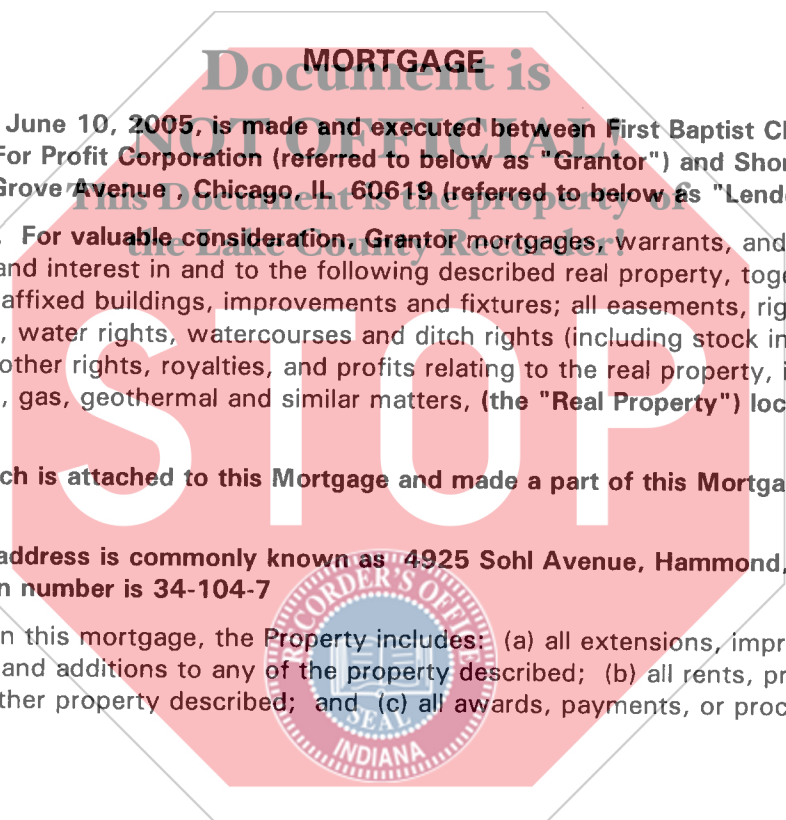 MORTGAGE
Document is
June 10, 2005, is made and executed between First Baptist Cl
NOT OFFICIAL!
For Profit Corporation (referred to below as "Grantor") and Shor
Grove Avenue , Chicago, IL 60619 (referred to below as "Lend
This Document is the property of
. For valuable consideration, Grantor mortgages, warrants, and
the Lake County Recorder!
and interest in and to the following described real property, toge
affixed buildings, improvements and fixtures; all easements, rig
, water rights, watercourses and ditch rights (including stock in
other rights, royalties, and profits relating to the real property, i
, gas, geothermal and similar matters, (the "Real Property") loc
STOP
ch is attached to this Mortgage and made a part of this Mortga
address is commonly known as 4925 Sohl Avenue, Hammond,
n number is 34-104-7
RECORDER'S OFFICE
n this mortgage, the Property includes: (a) all extensions, impr
and additions to any of the property described; (b) all rents, pr
ther property described; and (c) all awards, payments, or proc
SEAL
INDIANA